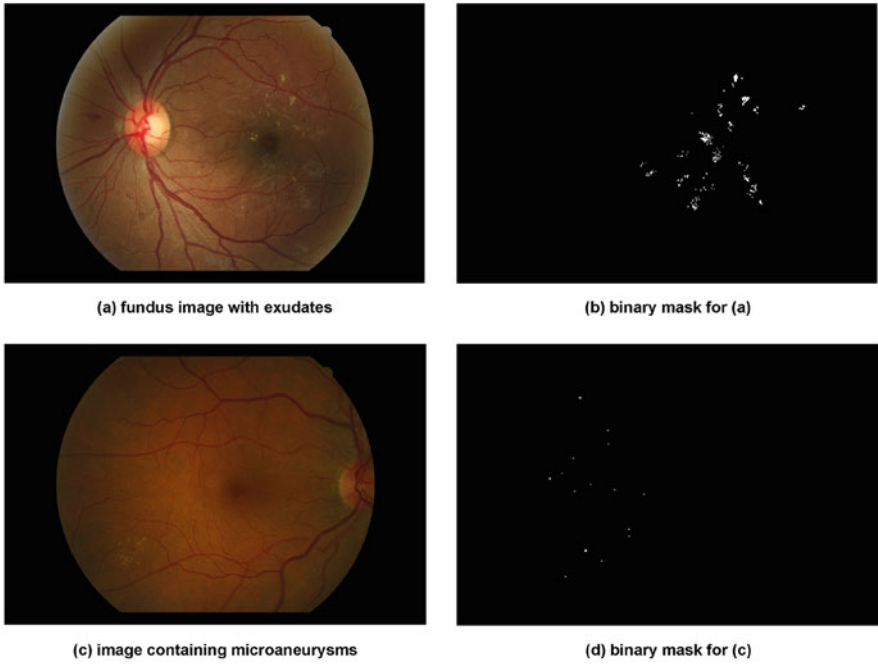 (a) fundus image with exudates
(b) binary mask for (a)
(c) image containing microaneurysms
(d) binary mask for (c)